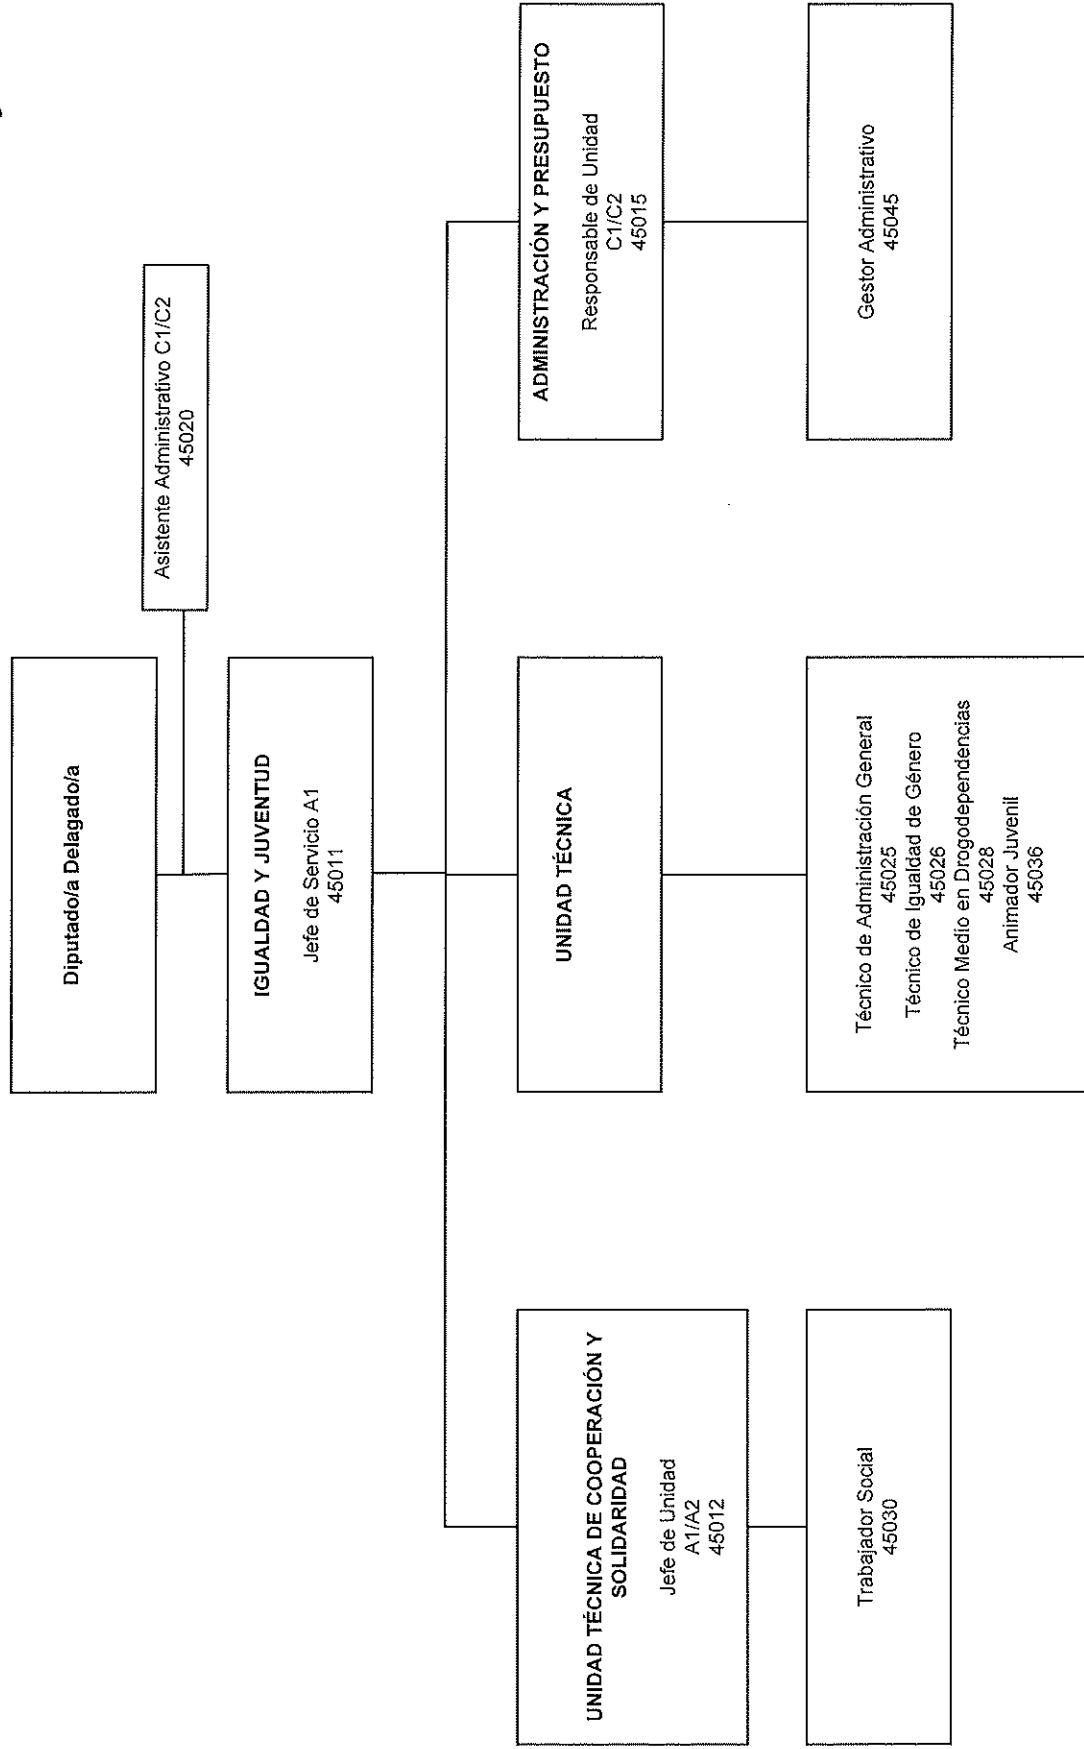 Diputado/a Delagado/a
Asistente Administrativo C1/C2
45020
IGUALDAD Y JUVENTUD
Jefe de Servicio A1
45011
UNIDAD TÉCNICA DE COOPERACIÓN Y
SOLIDARIDAD
Jefe de Unidad
A1/A2
45012
UNIDAD TÉCNICA
ADMINISTRACIÓN Y PRESUPUESTO
Responsable de Unidad
C1/C2
45015
Trabajador Social
45030
Técnico de Administración General
45025
Técnico de Igualdad de Género
45026
Técnico Medio en Drogodependencias
45028
Animador Juvenil
45036
Gestor Administrativo
45045